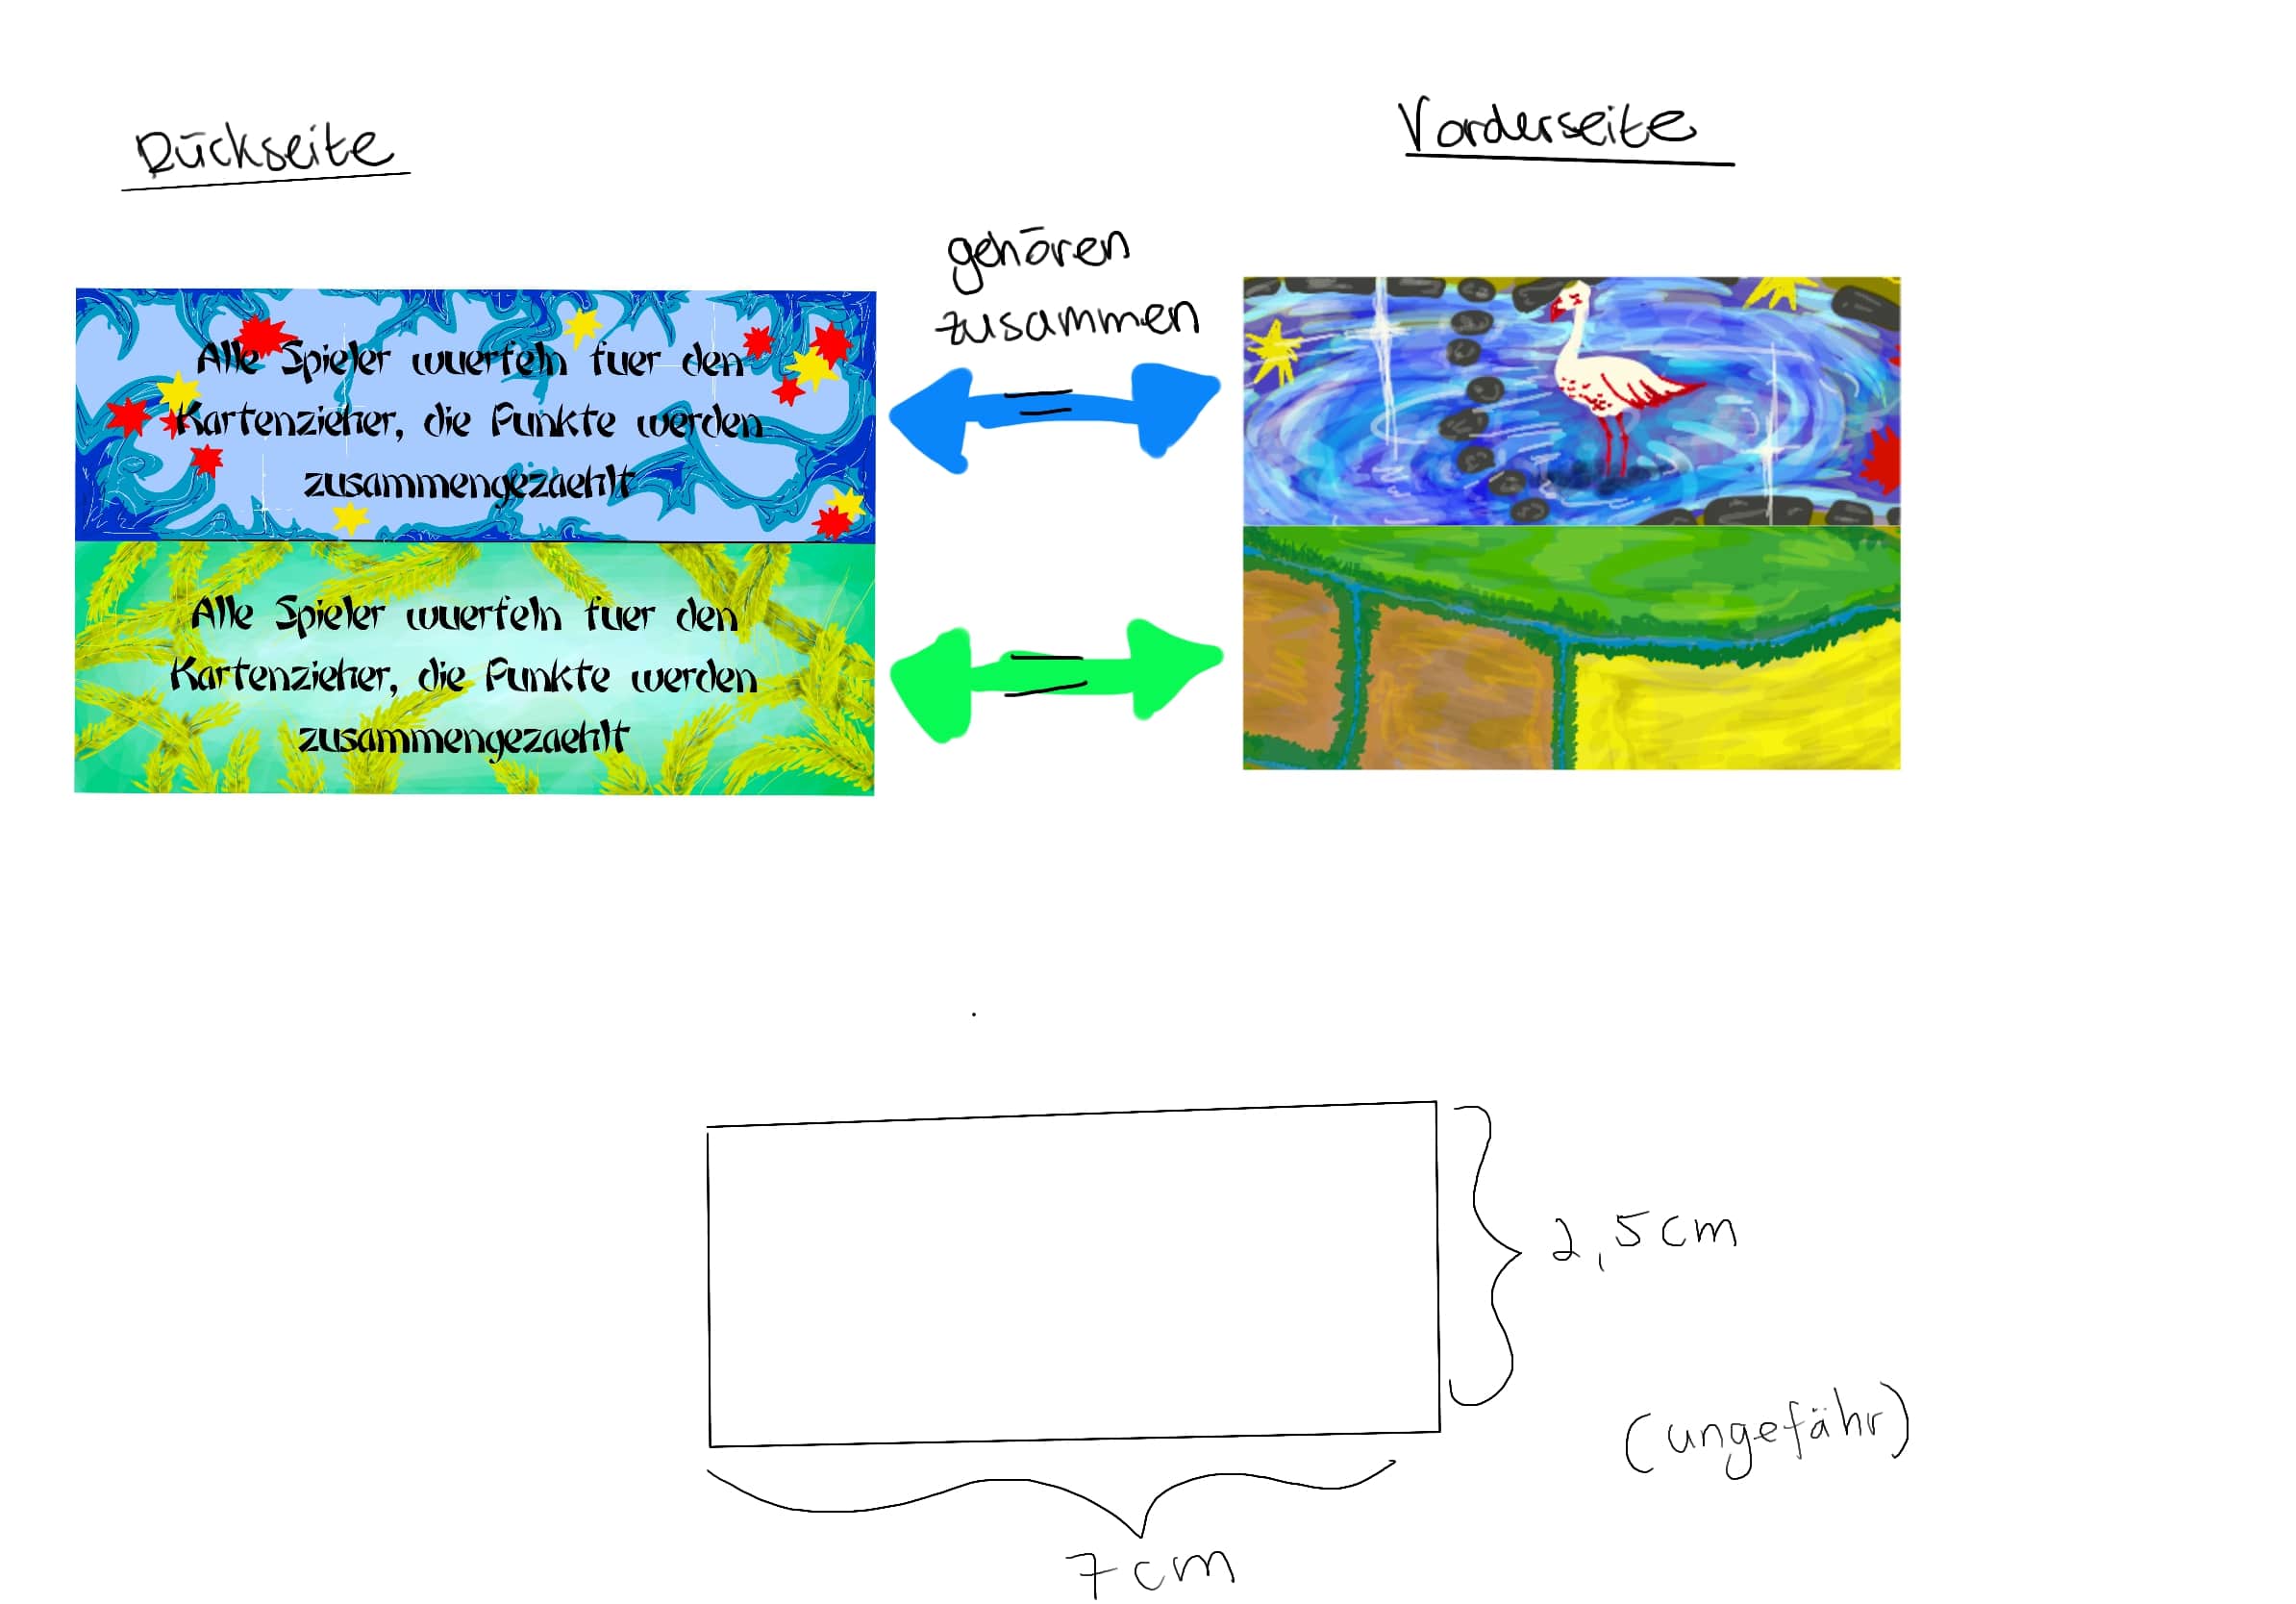 Rückseite
Vorderseite
gehören
zusammen
Alle Spieler wuerfeln fuer den
Kartenzieher, die Punkte werden
zusammengezaehlt
Alle Spieler wuerfeln fuer den
Kartenzieher, die Punkte werden
zusammengezaehlt
2,5cm
(ungefähr)
7cm